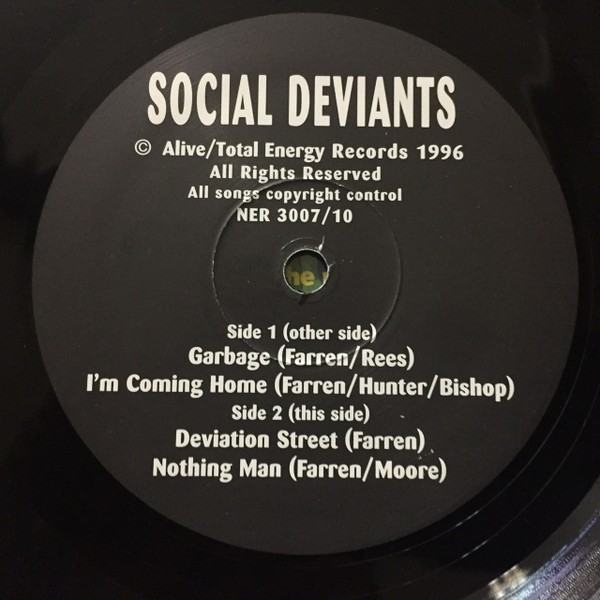 SOCIAL DEVIANTS
© Alive/Total Energy Records 1996
All Rights Reserved
All songs copyright control
NER 3007/10
he
Side 1 (other side)
Garbage (Farren/Rees)
I'm Coming Home (Farren/Hunter/Bishop)
Side 2 (this side)
Deviation Street (Farren)
Nothing Man (Farren/Moore)